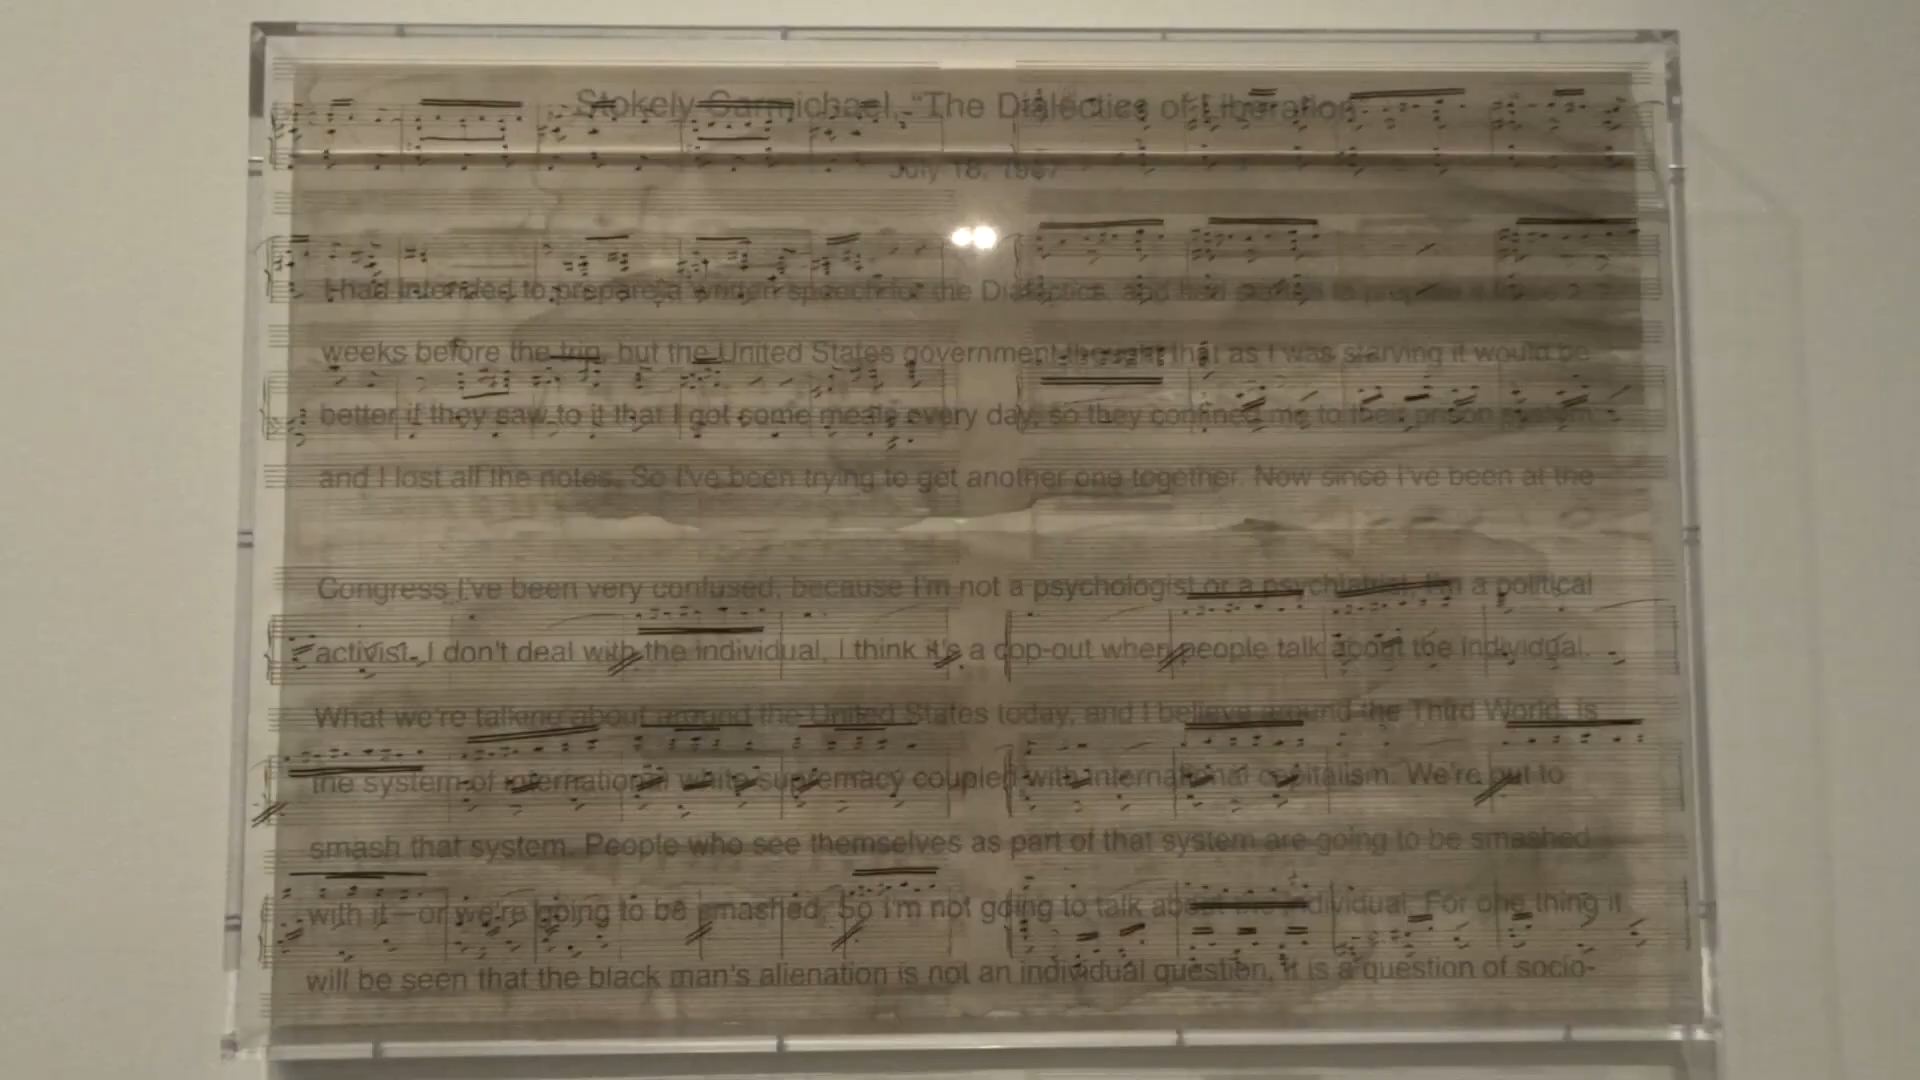 Stokely Carmichael, "The Dialectics of Liberation
July 18, 1967
I had intended to prepare a written speech for the Dialectics, and had started to prepare it
weeks before the trip, but the United States government thought that as I was starving it would be
better if they saw to it that I got some meals every day, so they confined me to their prison system
and I lost all the notes. So I've been trying to get another one together. Now since I've been at the
Congress I've been very confused, because I'm not a psychologist or a psychiatrist, I'm a political
activist. I don't deal with the individual, I think it's a cop-out when people talk about the individual.
What we're talking about around the United States today, and I believe around the Third World, is
the system of international white supremacy coupled with international capitalism. We're out to
smash that system. People who see themselves as part of that system are going to be smashed
with it—or we're going to be smashed. So I'm not going to talk about the individual. For one thing it
will be seen that the black man's alienation is not an individual question, it is a question of socio-